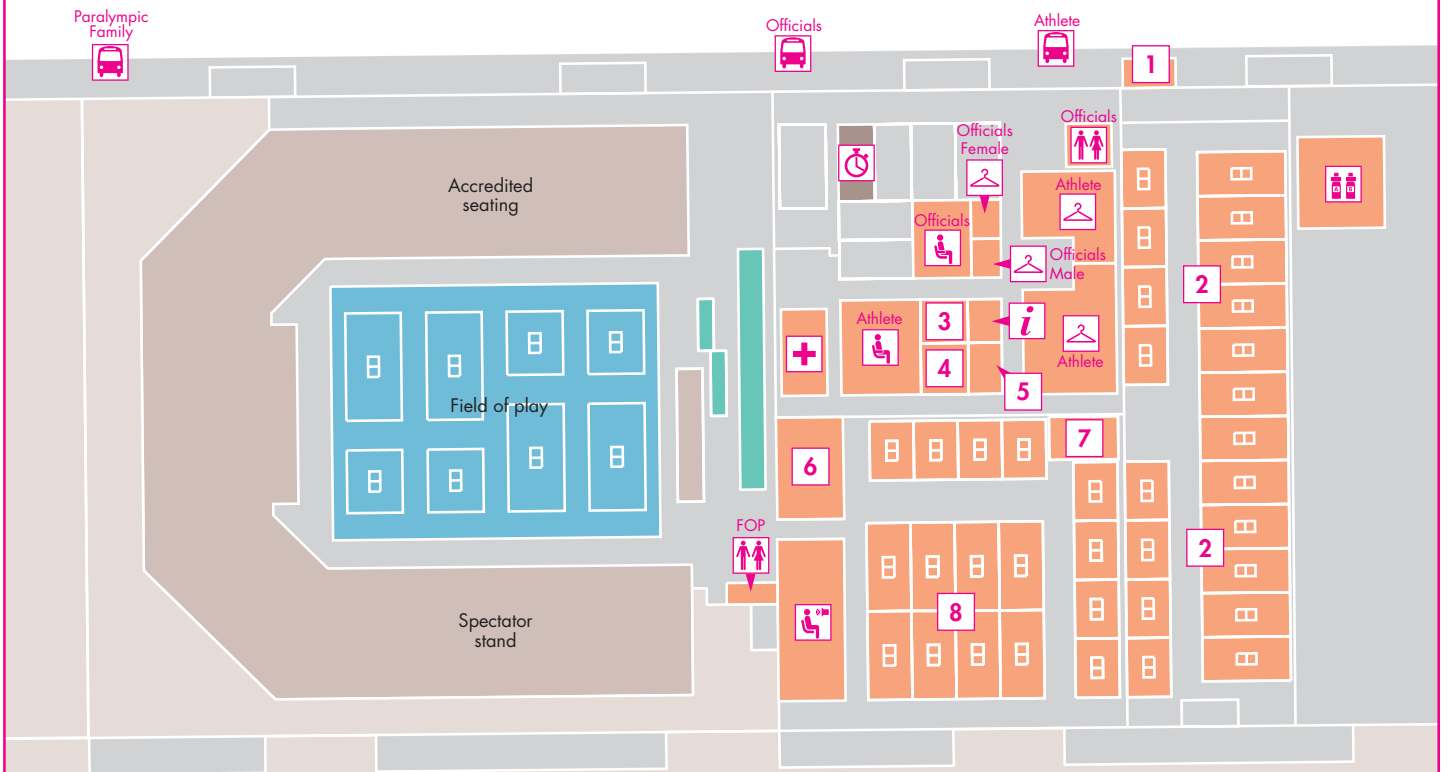 Paralympic
Family
Officials
Athlete
1
Officials
Officials
Female
Accredited
seating
Athlete
A
B
Officials
Officials
Male
2
Athlete
3
i
4
Athlete
5
Field of play
7
6
FOP
2
8
Spectator
stand